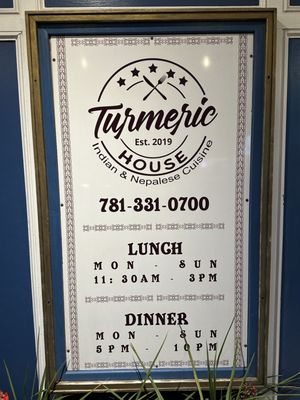 Turmeric
Est. 2019
HOUSE
Indian & Nepalese Cuisine
781-331-0700
LUNCH
MON - SUN
11:30AM - 3PM
DINNER
MON - SUN
5PM - 10PM